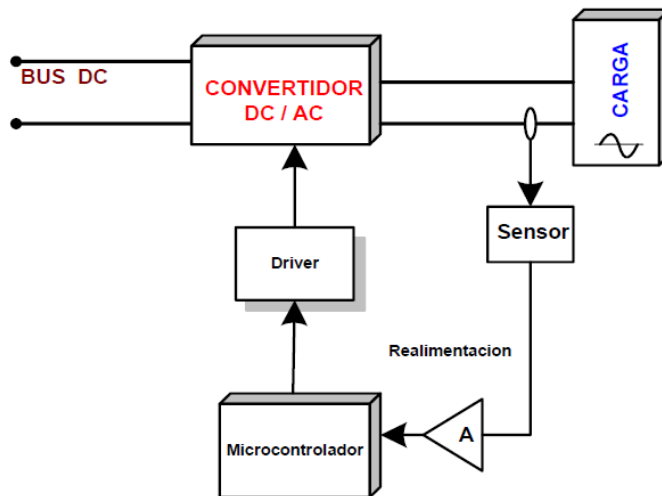 BUS DC
CONVERTIDOR
DC / AC
CARGA
Sensor
Driver
Realimentacion
A
Microcontrolador